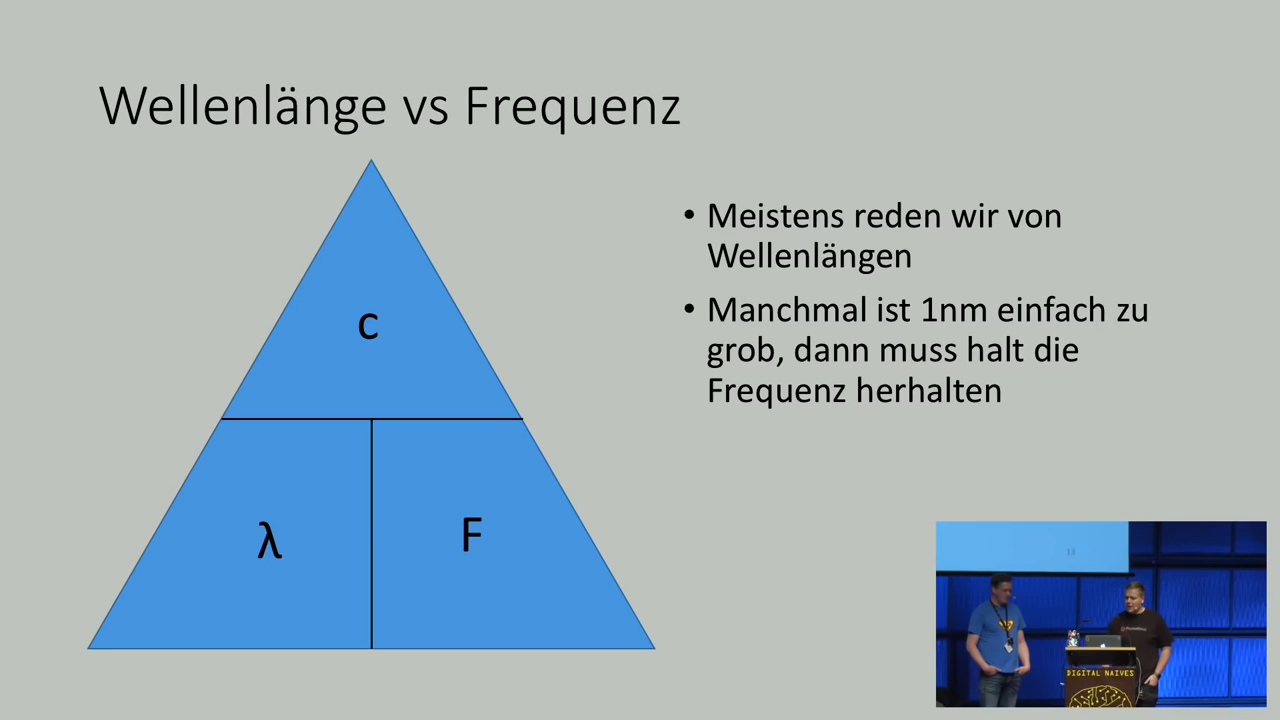 Wellenlänge vs Frequenz
c
λ
F
• Meistens reden wir von
Wellenlängen
• Manchmal ist 1nm einfach zu
grob, dann muss halt die
Frequenz herhalten
13
DIGITAL NAIVES